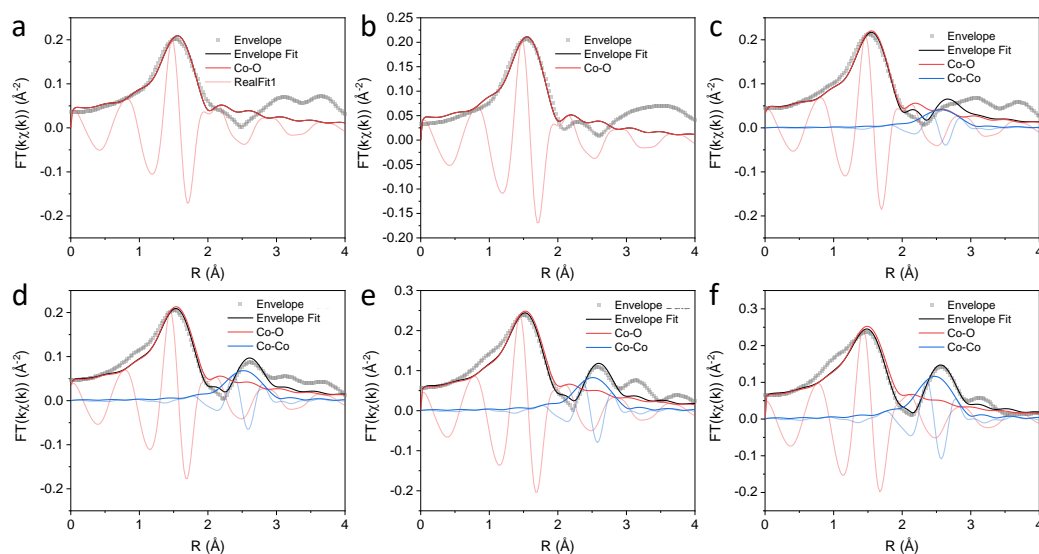 a
Envelope
Envelope Fit
Co-O
RealFit1
FT(kχ(k)) (Å⁻²)
0.2
0.1
0.0
-0.1
-0.2
0 1 2 3 4
R (Å)
b
Envelope
Envelope Fit
Co-O
FT(kχ(k)) (Å⁻²)
0.25
0.20
0.15
0.10
0.05
0.00
-0.05
-0.10
-0.15
0.20
0 1 2 3 4
R (Å)
c
Envelope
Envelope Fit
Co-O
Co-Co
FT(kχ(k)) (Å⁻²)
0.2
0.1
0.0
-0.1
-0.2
0 1 2 3 4
R (Å)
d
Envelope
Envelope Fit
Co-O
Co-Co
FT(kχ(k)) (Å⁻²)
0.2
0.1
0.0
-0.1
0.2
0 1 2 3 4
R (Å)
e
Envelope
Envelope Fit
Co-O
Co-Co
FT(kχ(k)) (Å⁻²)
0.3
0.2
0.1
0.0
-0.1
-0.2
0 1 2 3 4
R (Å)
f
Envelope
Envelope Fit
Co-O
Co-Co
FT(kχ(k)) (Å⁻²)
0.3
0.2
0.1
0.0
-0.1
0.2
0 1 2 3 4
R (Å)